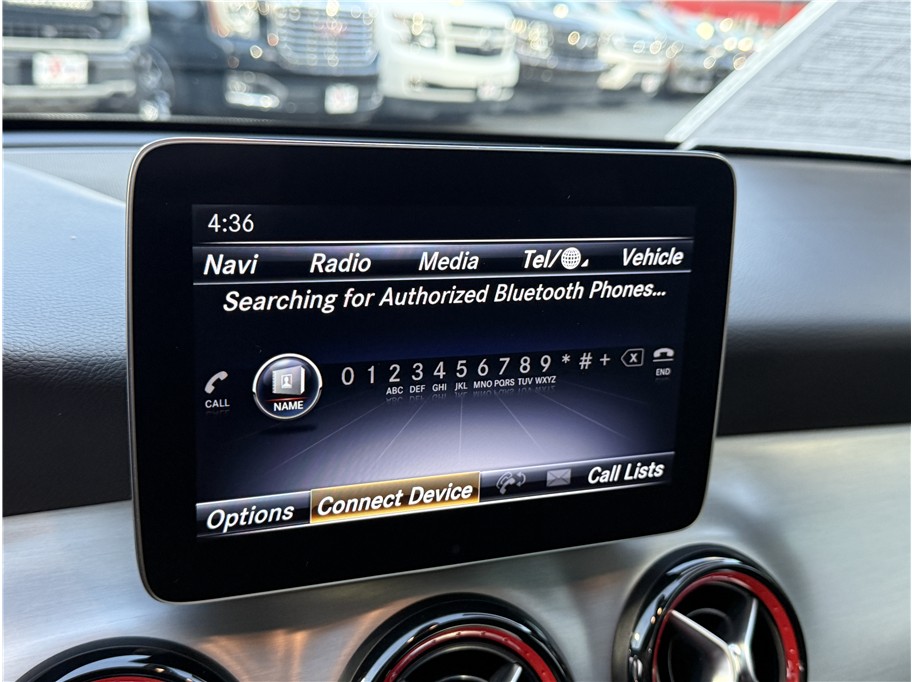 4:36
Navi Radio Media Tel/ Vehicle
Searching for Authorized Bluetooth Phones...
CALL NAME 0 1 2 3 4 5 6 7 8 9 * # + END
ABC DEF GHI JKL MNO PQRS TUV WXYZ
Options Connect Device Call Lists